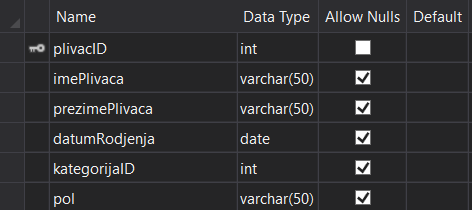 Name Data Type Allow Nulls Default
plivacID int
imePlivaca varchar(50)
prezimePlivaca varchar(50)
datumRodjenja date
kategorijaID int
pol varchar(50)